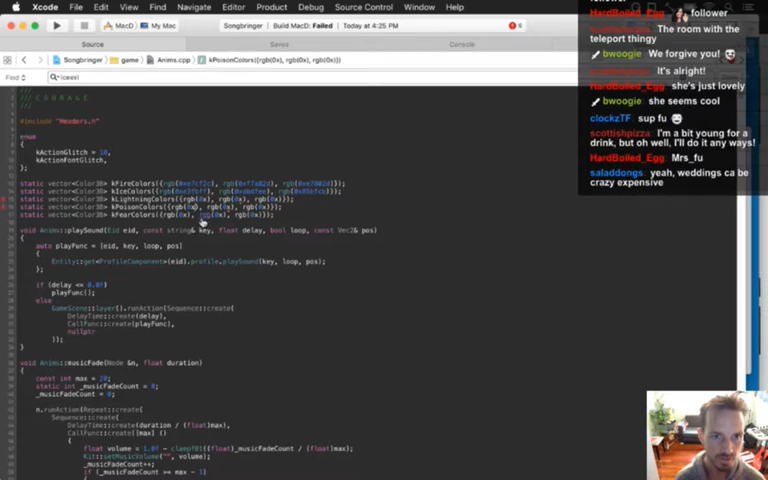 Xcode File Edit View Find Navigate Editor Product Debug Source Control Window Help
MacD My Mac
Songbringer Build MacD: Failed Today at 4:25 PM
6
Source
Saves
Console
Songbringer game Anims.cpp kPoisonColors({rgb(0x), rgb(0x), rgb(0x)})
Find
COURAGE
#include "Headers.h"
enum
{
kActionGlitch = 10,
kActionFontGlitch,
};
static vector<Color3B>
static vector<Color3B>
static vector<Color3B> kLightningColors({rgb(0x), rgb(0x), rgb(0x)});
static vector<Color3B> kPoisonColors({rgb(0x), rgb(0x), rgb(0x)});
static vector<Color3B> kFearColors({rgb(0x), rgb(0x), rgb(0x)});
void Anims::playSound(Eid eid, const string& key, float delay, bool loop, const Vec2& pos)
{
auto playFunc = [eid, key, loop, pos]
{
Entity::get<ProfileComponent>(eid).profile.playSound(key, loop, pos);
};
if (delay <= 0.0f)
playFunc();
else
GameScene::layer().runAction(Sequence::create(
DelayTime::create(delay),
CallFunc::create(playFunc),
nullptr
));
}
void Anims::musicFade(Node &n, float duration)
{
const int max = 20;
static int _musicFadeCount = 0;
_musicFadeCount = 0;
n.runAction(Repeat::create(
Sequence::create(
DelayTime::create(duration / (float)max),
CallFunc::create([max] ()
{
float volume = 1.0f - clampf01((float)_musicFadeCount / (float)max);
Kit::setMusicVolume("", volume);
_musicFadeCount++;
if (_musicFadeCount >= max - 1)
HardBoiled_Egg follower
The room with the
teleport thingy
bwoogie We forgive you!
It's alright!
HardBoiled_Egg she's just lovely
bwoogie she seems cool
clockzTF sup fu
scottishpizza I'm a bit young for a
drink, but oh well, I'll do it any ways!
HardBoiled_Egg Mrs_fu
saladdongs: yeah, weddings ca be
crazy expensive